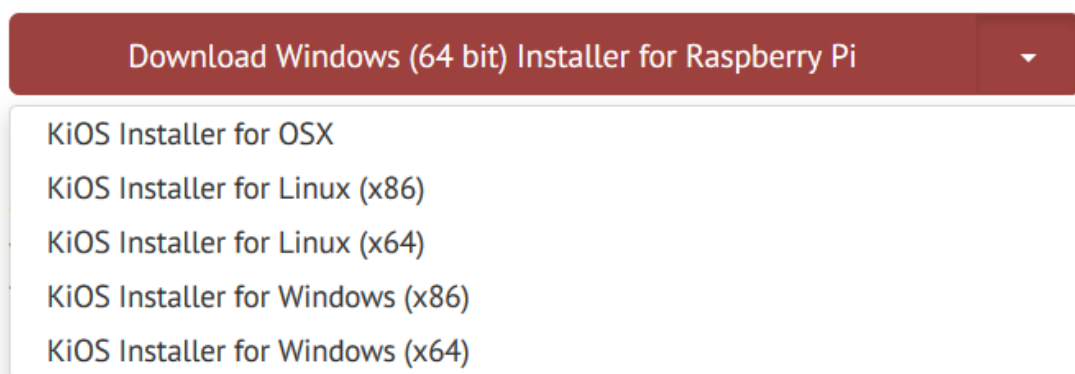 Download Windows (64 bit) Installer for Raspberry Pi
KiOS Installer for OSX
KiOS Installer for Linux (x86)
KiOS Installer for Linux (x64)
KiOS Installer for Windows (x86)
KiOS Installer for Windows (x64)